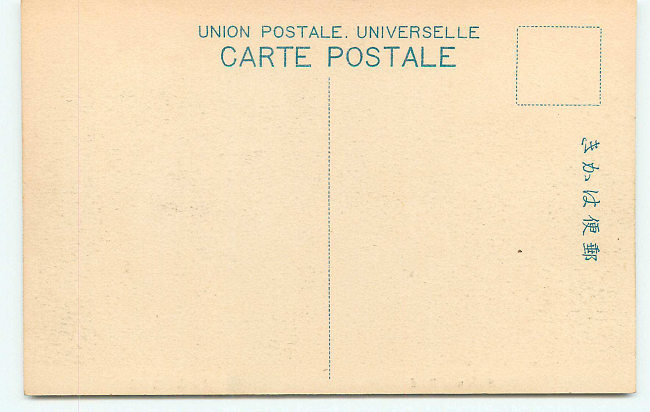 UNION POSTALE. UNIVERSELLE
CARTE POSTALE
郵便はかき